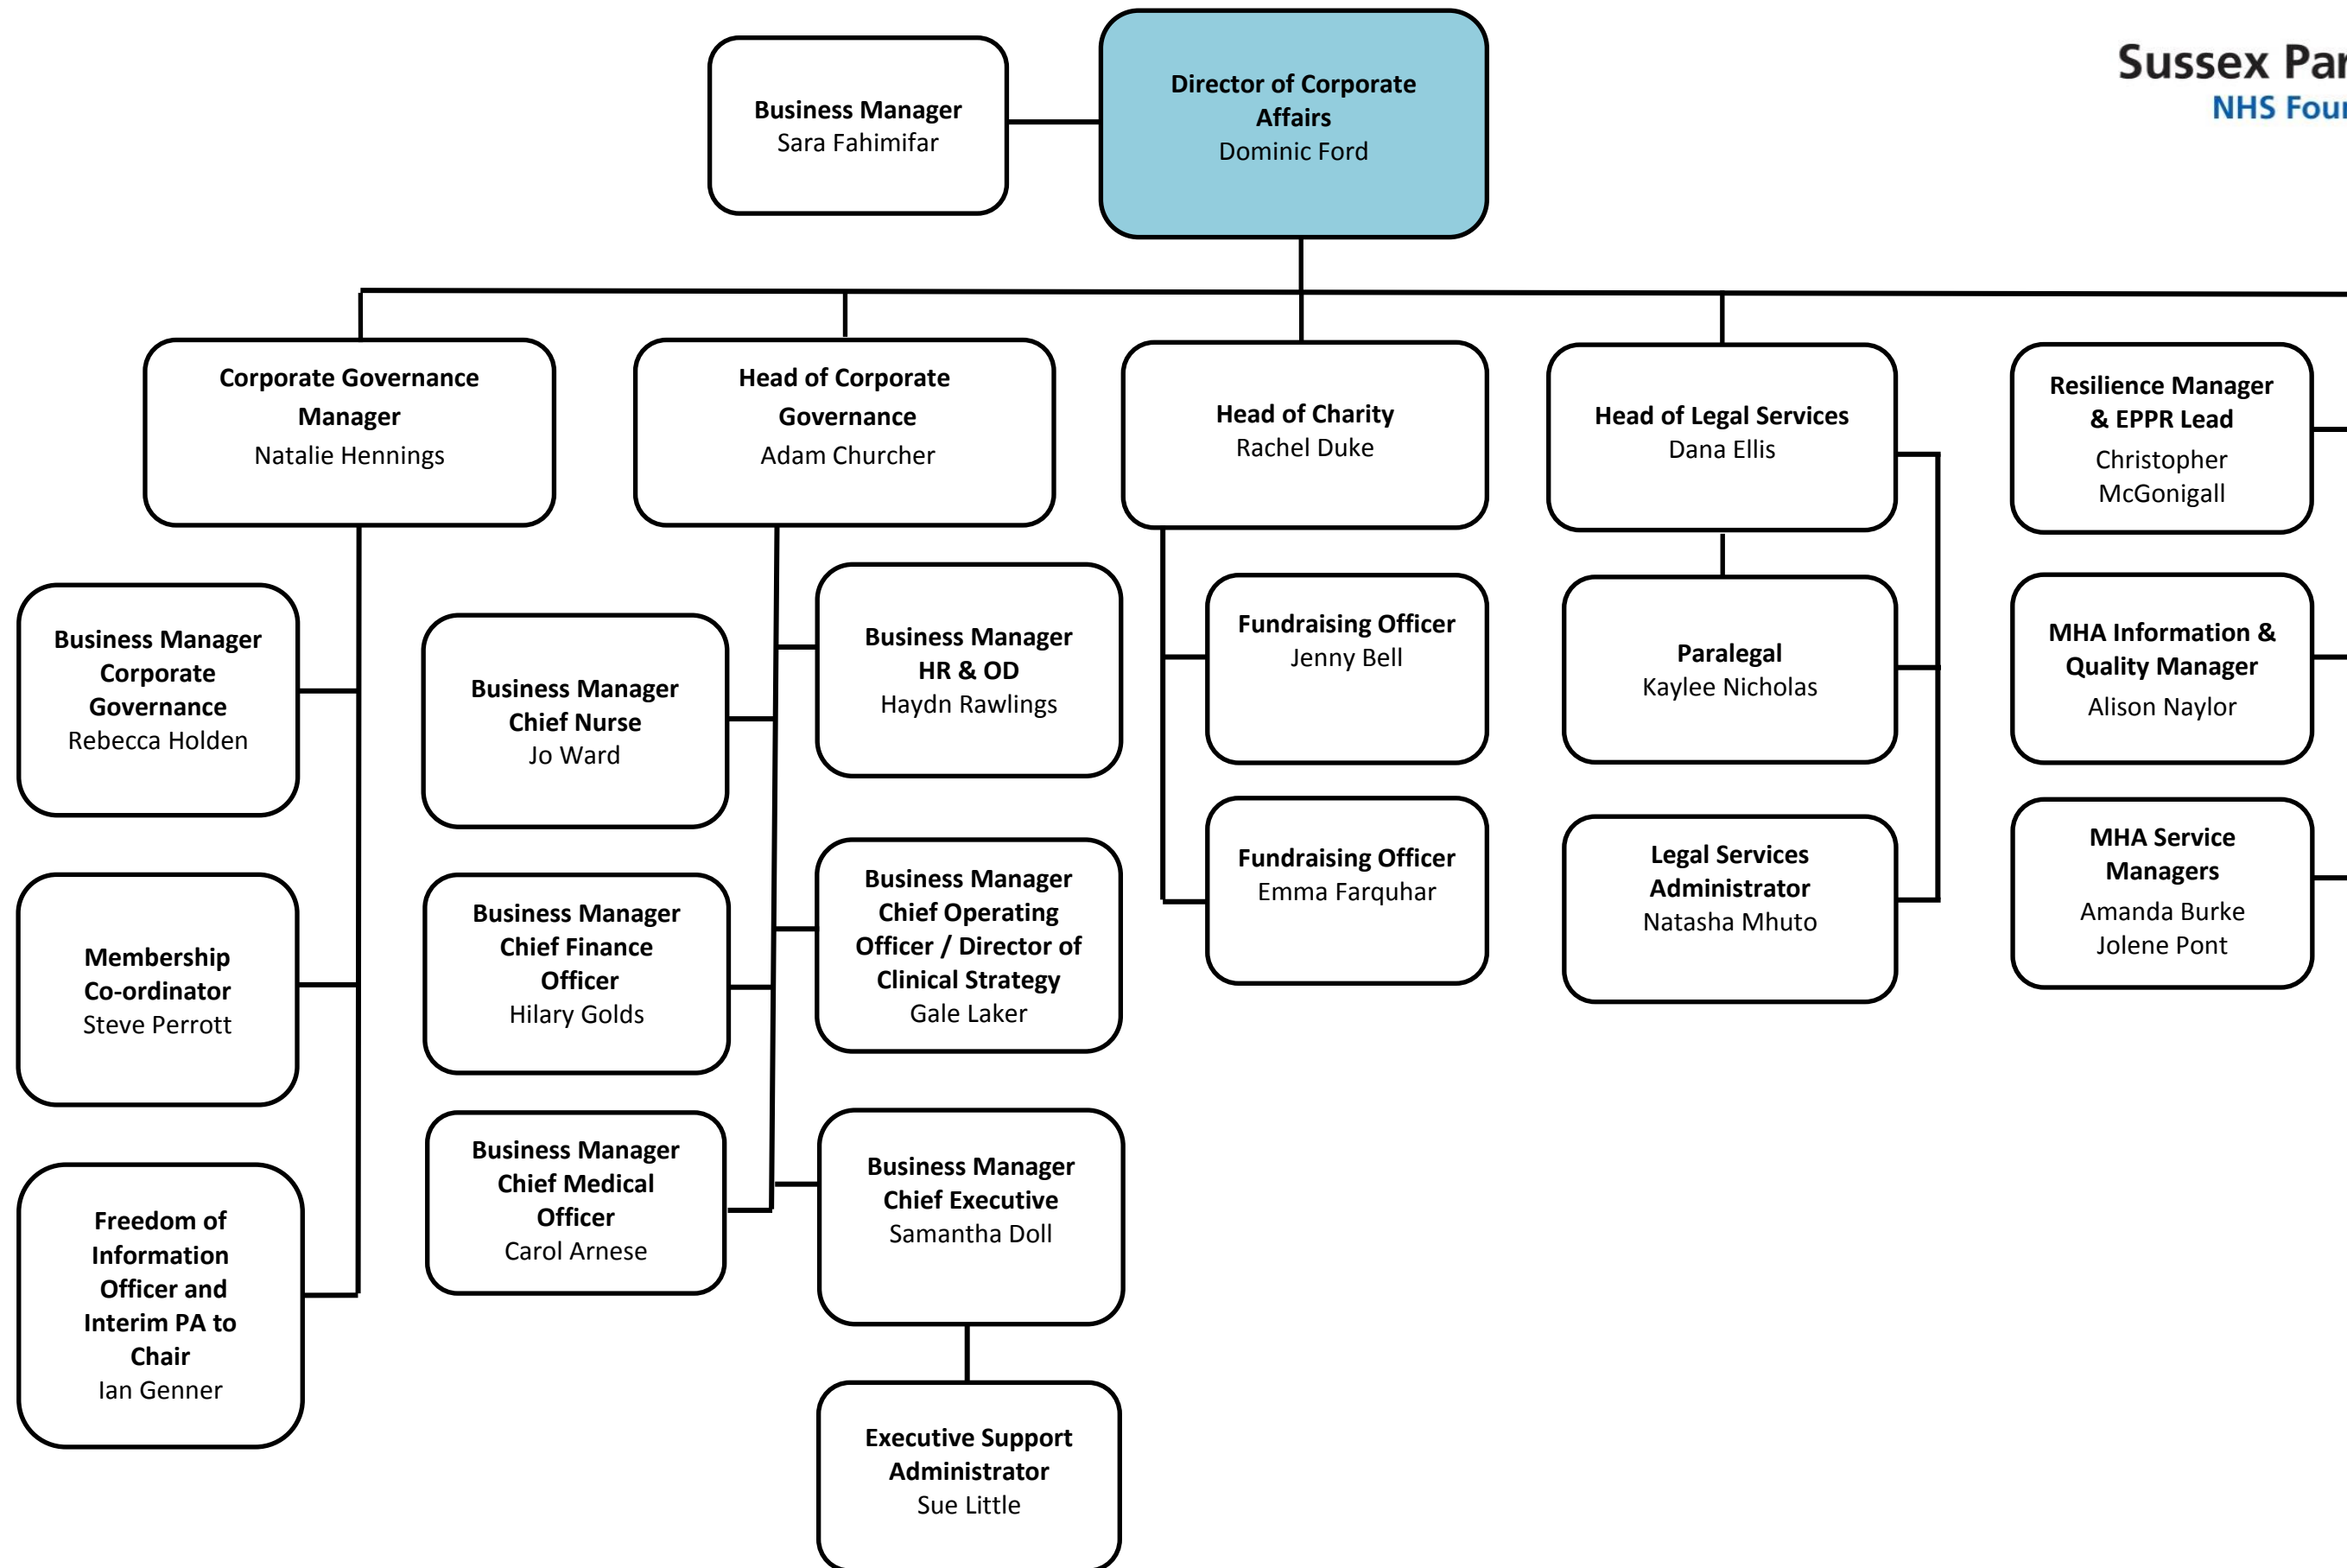 Sussex Par
NHS Four
Business Manager
Sara Fahimifar
Director of Corporate
Affairs
Dominic Ford
Corporate Governance
Manager
Natalie Hennings
Head of Corporate
Governance
Adam Churcher
Head of Charity
Rachel Duke
Head of Legal Services
Dana Ellis
Resilience Manager
& EPPR Lead
Christopher
McGonigall
Business Manager
Corporate
Governance
Rebecca Holden
Membership
Co-ordinator
Steve Perrott
Freedom of
Information
Officer and
Interim PA to
Chair
Ian Genner
Business Manager
Chief Nurse
Jo Ward
Business Manager
Chief Finance
Officer
Hilary Golds
Business Manager
Chief Medical
Officer
Carol Arnese
Business Manager
HR & OD
Haydn Rawlings
Business Manager
Chief Operating
Officer / Director of
Clinical Strategy
Gale Laker
Business Manager
Chief Executive
Samantha Doll
Executive Support
Administrator
Sue Little
Fundraising Officer
Jenny Bell
Fundraising Officer
Emma Farquhar
Paralegal
Kaylee Nicholas
Legal Services
Administrator
Natasha Mhuto
MHA Information &
Quality Manager
Alison Naylor
MHA Service
Managers
Amanda Burke
Jolene Pont